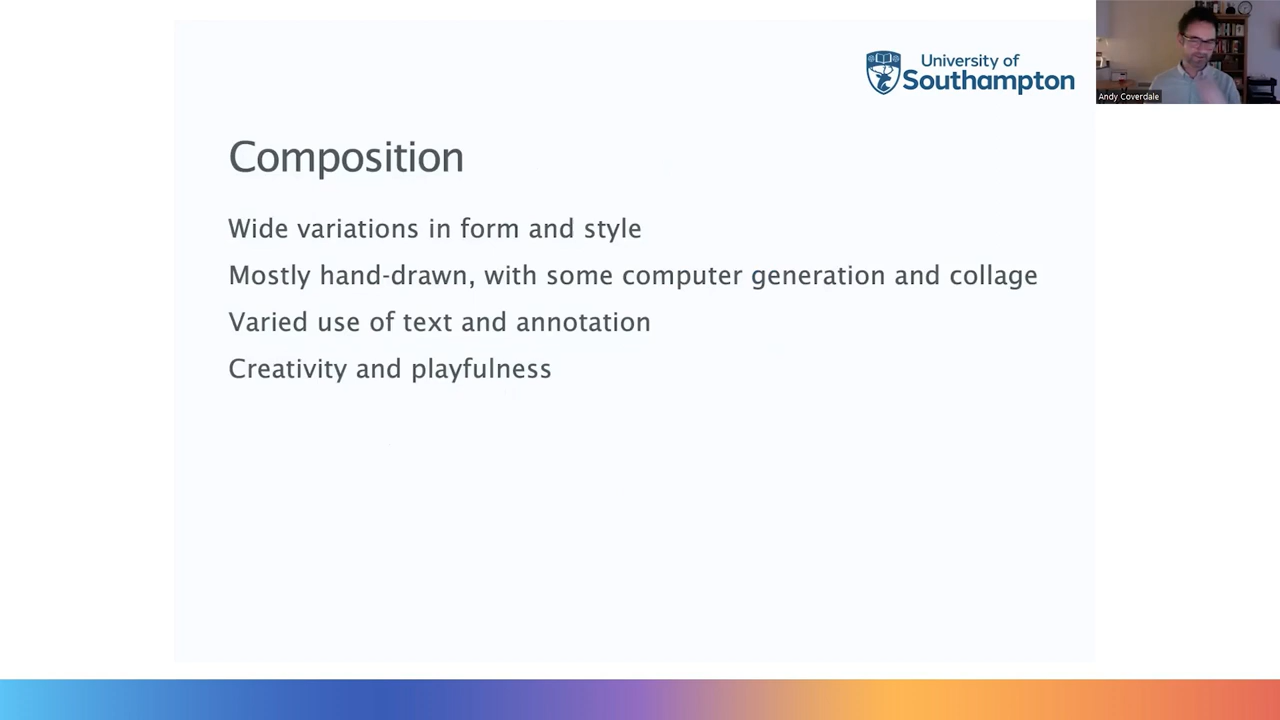 University of
Southampton
Andy Coverdale
Composition
Wide variations in form and style
Mostly hand-drawn, with some computer generation and collage
Varied use of text and annotation
Creativity and playfulness